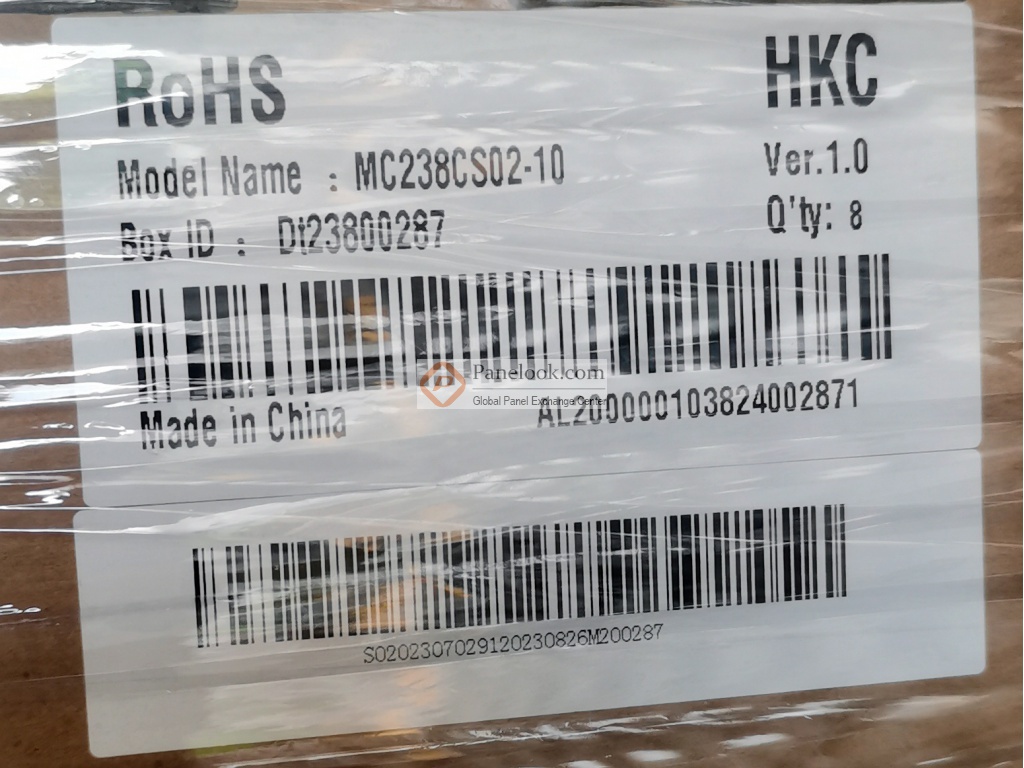 RoHS
HKC
Model Name : MC238CS02-10
Ver.1.0
Box ID : Dt23800287
Q'ty: 8
Panelook.com
Global Panel Exchange Center
Made in China
AL200000103824002871
S0202307029120230826M200287